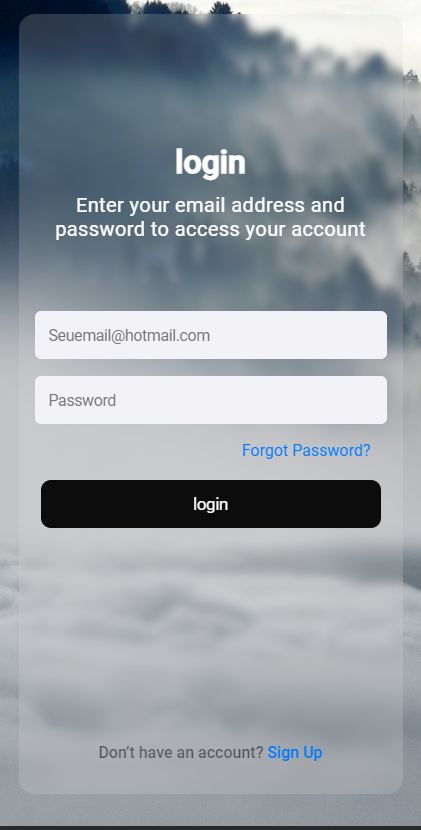 login
Enter your email address and
password to access your account
Seuemail@hotmail.com
Password
Forgot Password?
login
Don't have an account? Sign Up